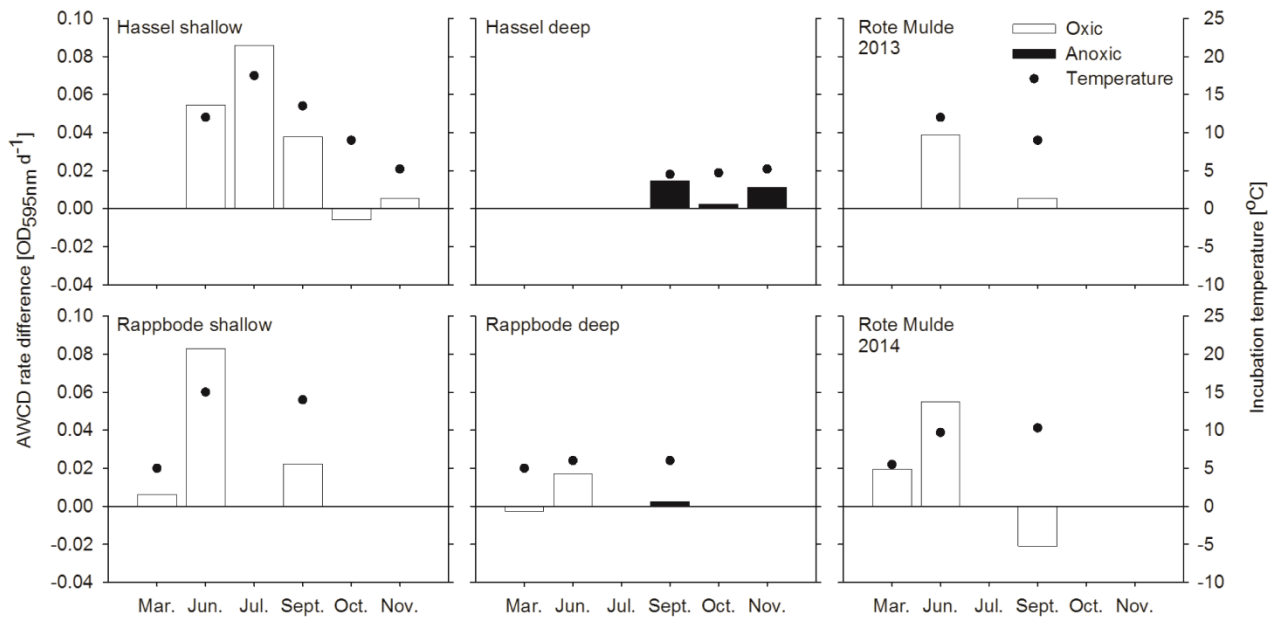 AWCD rate difference [OD595nm d-1]
0.10
0.08
0.06
0.04
0.02
0.00
-0.02
-0.04
Hassel shallow
Hassel deep
Rote Mulde
2013
Oxic
Anoxic
Temperature
25
20
15
10
5
0
-5
-10
0.10
0.08
0.06
0.04
0.02
0.00
-0.02
-0.04
Rappbode shallow
Rappbode deep
Rote Mulde
2014
25
20
15
10
5
0
-5
-10
Incubation temperature [oC]
Mar. Jun. Jul. Sept. Oct. Nov.
Mar. Jun. Jul. Sept. Oct. Nov.
Mar. Jun. Jul. Sept. Oct. Nov.